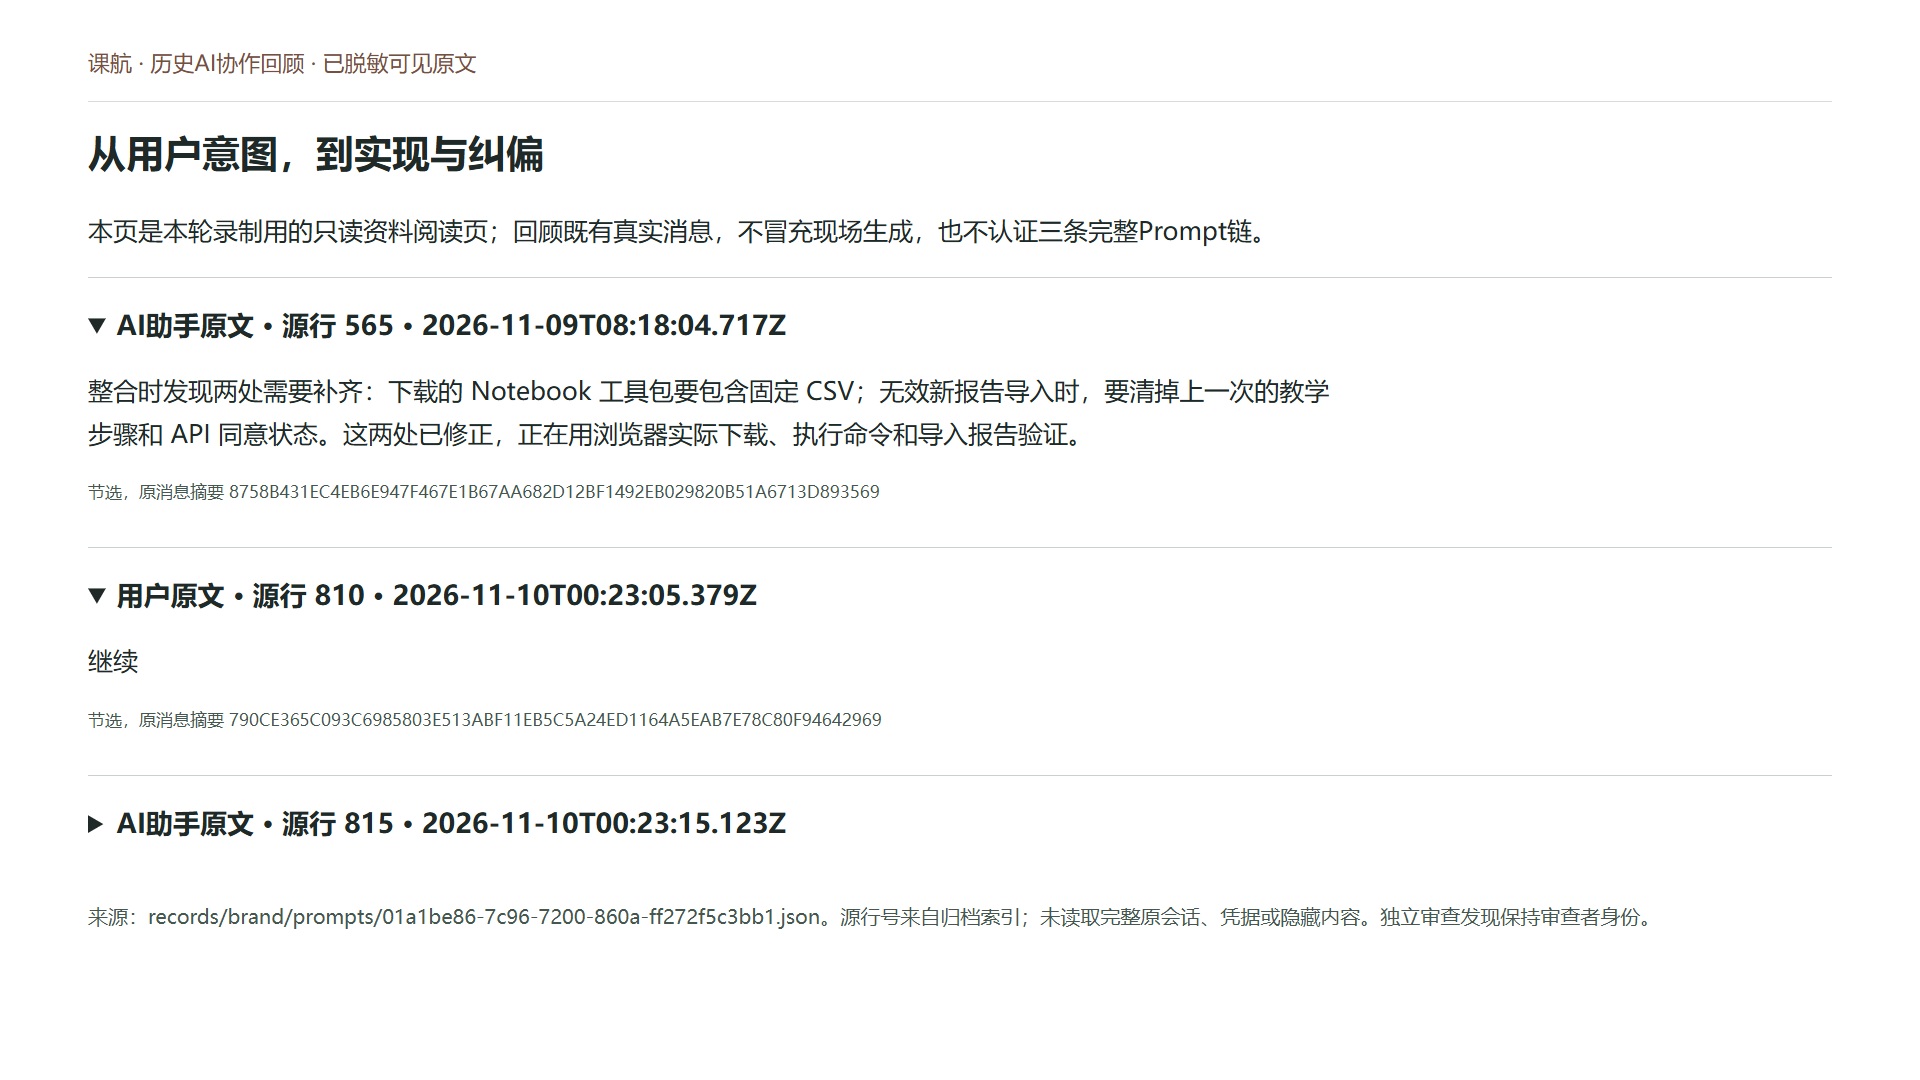 课航 · 历史AI协作回顾 · 已脱敏可见原文
从用户意图，到实现与纠偏
本页是本轮录制用的只读资料阅读页；回顾既有真实消息，不冒充现场生成，也不认证三条完整Prompt链。
▼ AI助手原文 • 源行 565 • 2026-11-09T08:18:04.717Z
整合时发现两处需要补齐：下载的 Notebook 工具包要包含固定 CSV；无效新报告导入时，要清掉上一次的教学
步骤和 API 同意状态。这两处已修正，正在用浏览器实际下载、执行命令和导入报告验证。
节选，原消息摘要 8758B431EC4EB6E947F467E1B67AA682D12BF1492EB029820B51A6713D893569
▼ 用户原文 • 源行 810 • 2026-11-10T00:23:05.379Z
继续
节选，原消息摘要 790CE365C093C6985803E513ABF11EB5C5A24ED1164A5EAB7E78C80F94642969
▶ AI助手原文 • 源行 815 • 2026-11-10T00:23:15.123Z
来源：records/brand/prompts/01a1be86-7c96-7200-860a-ff272f5c3bb1.json。源行号来自归档索引；未读取完整原会话、凭据或隐藏内容。独立审查发现保持审查者身份。